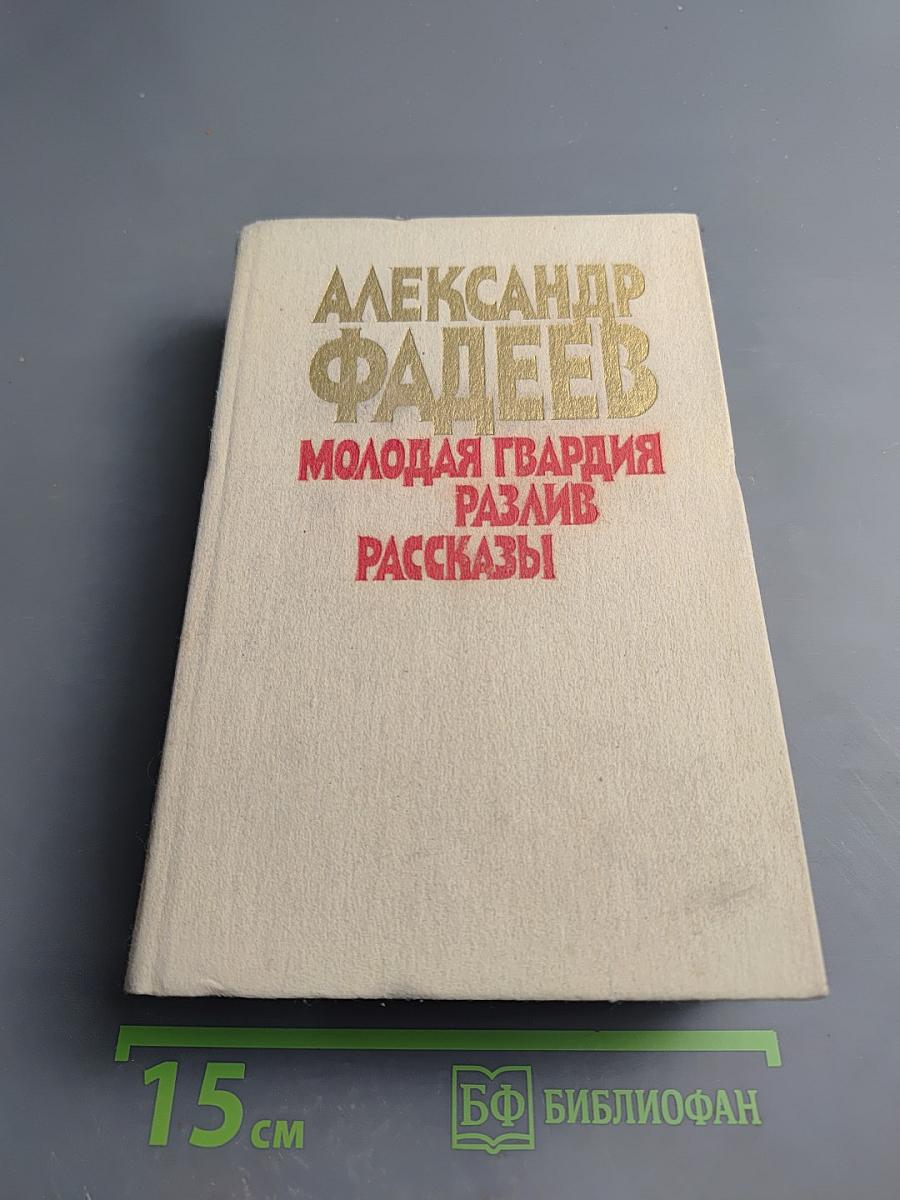 АЛЕКСАНДР
ФАДЕЕВ
МОЛОДАЯ ГВАРДИЯ
РАЗЛИВ
РАССКАЗЫ
15 см
БФ БИБЛИОФАН